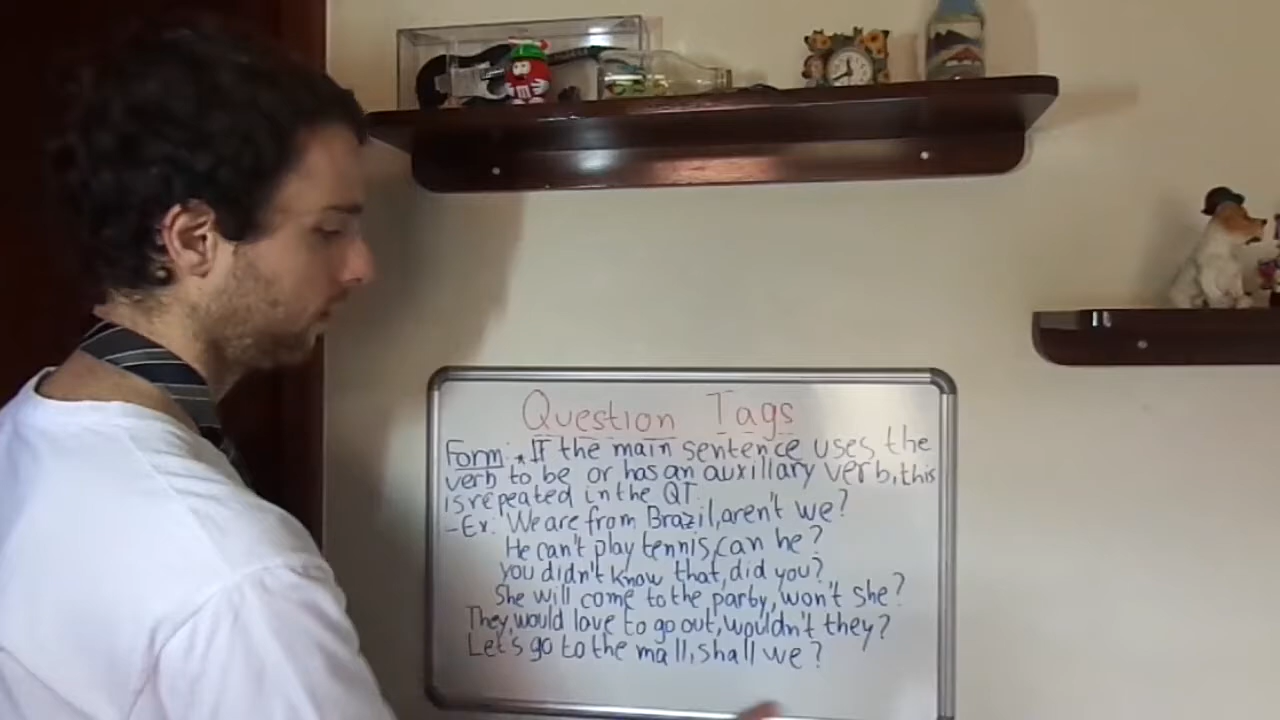 Question Tags
Form: * If the main sentence uses the
verb to be or has an auxiliary verb, this
is repeated in the QT.
- Ex: We are from Brazil, aren't we?
He can't play tennis, can he?
you didn't know that, did you?
She will come to the party, won't she?
They would love to go out, wouldn't they?
Let's go to the mall, shall we?